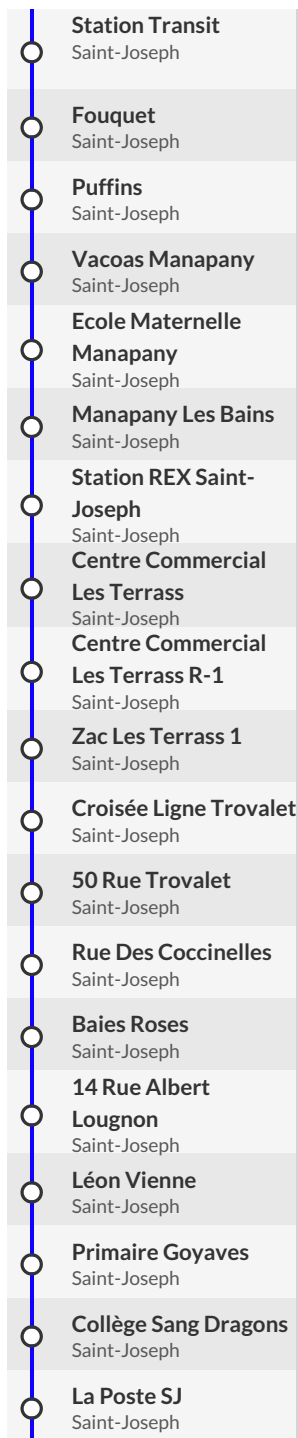 Station Transit
Saint-Joseph
Fouquet
Saint-Joseph
Puffins
Saint-Joseph
Vacoas Manapany
Saint-Joseph
Ecole Maternelle
Manapany
Saint-Joseph
Manapany Les Bains
Saint-Joseph
Station REX Saint-
Joseph
Saint-Joseph
Centre Commercial
Les Terrass
Saint-Joseph
Centre Commercial
Les Terrass R-1
Saint-Joseph
Zac Les Terrass 1
Saint-Joseph
Croisée Ligne Trovalet
Saint-Joseph
50 Rue Trovalet
Saint-Joseph
Rue Des Coccinelles
Saint-Joseph
Baies Roses
Saint-Joseph
14 Rue Albert
Lougnon
Saint-Joseph
Léon Vienne
Saint-Joseph
Primaire Goyaves
Saint-Joseph
Collège Sang Dragons
Saint-Joseph
La Poste SJ
Saint-Joseph